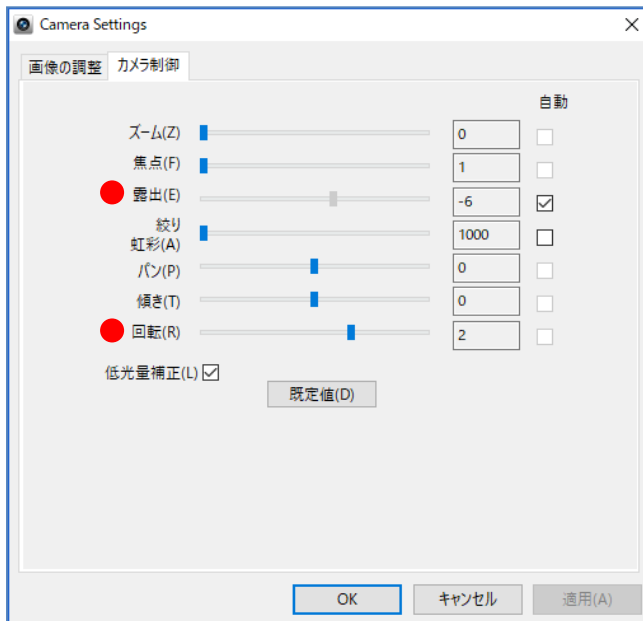 Camera Settings
画像の調整 カメラ制御
自動
ズーム(Z) 0
焦点(F) 1
露出(E) -6
絞り
虹彩(A) 1000
パン(P) 0
傾き(T) 0
回転(R) 2
低光量補正(L)
既定値(D)
OK キャンセル 適用(A)